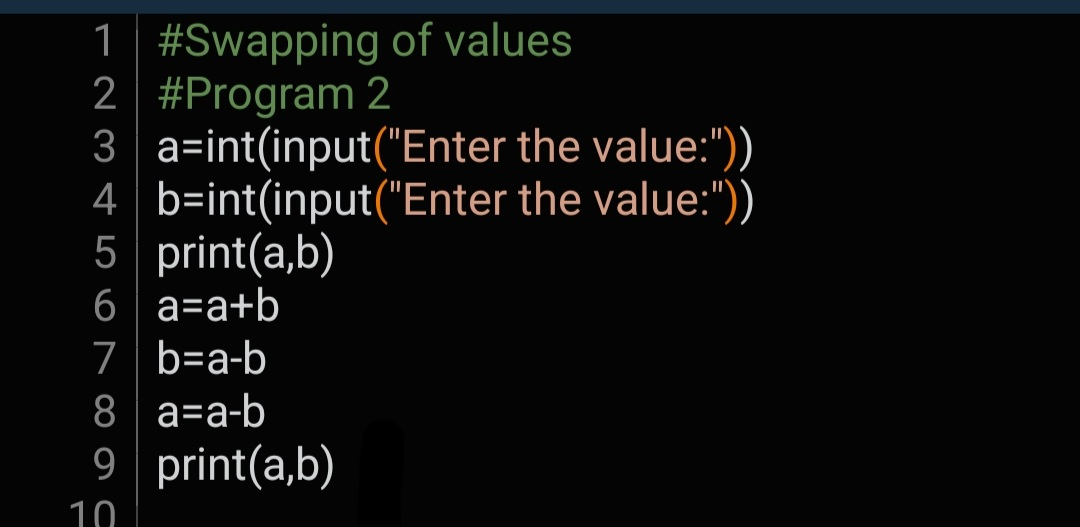 1 #Swapping of values
2 #Program 2
3 a=int(input("Enter the value:"))
4 b=int(input("Enter the value:"))
5 print(a,b)
6 a=a+b
7 b=a-b
8 a=a-b
9 print(a,b)
10